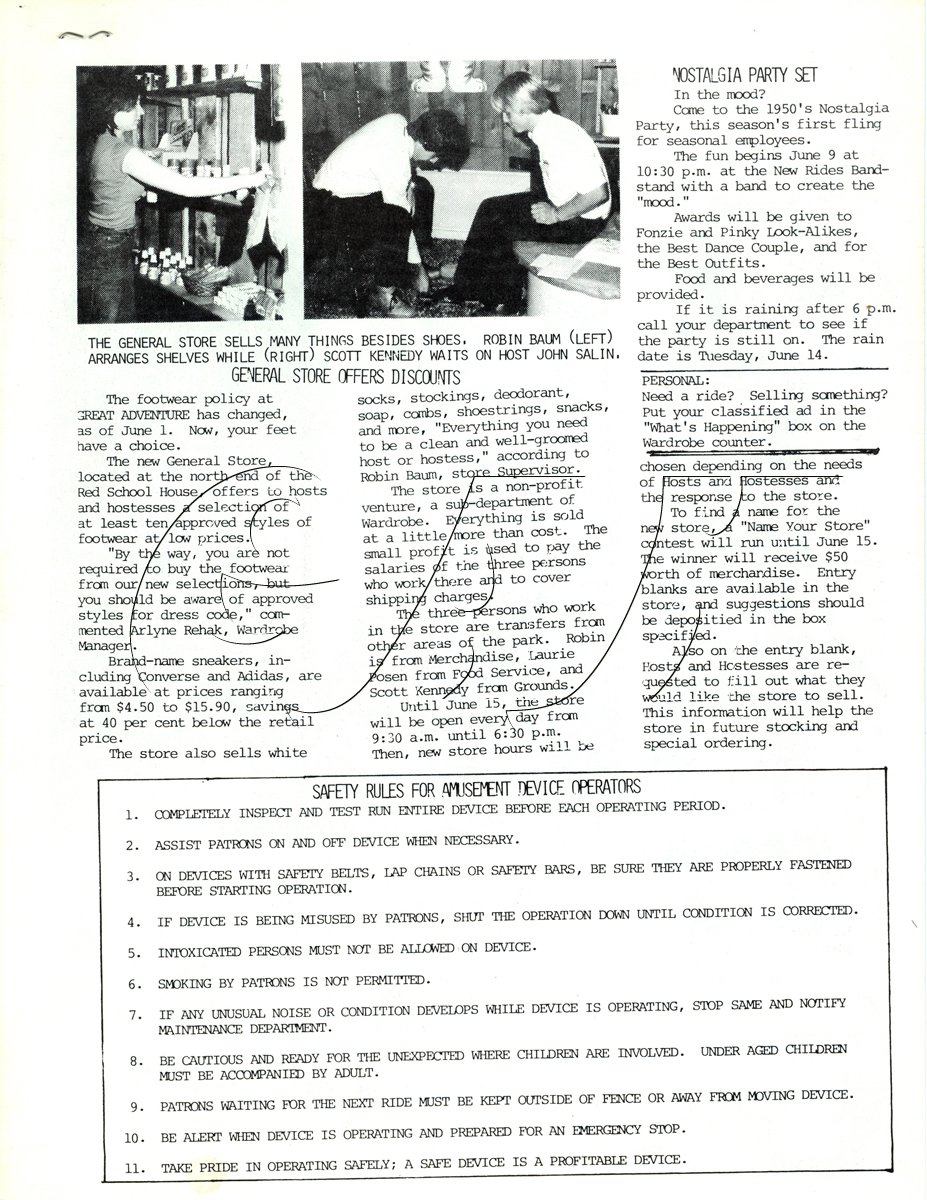 THE GENERAL STORE SELLS MANY THINGS BESIDES SHOES. ROBIN BAUM (LEFT)
ARRANGES SHELVES WHILE (RIGHT) SCOTT KENNEDY WAITS ON HOST JOHN SALIN.
GENERAL STORE OFFERS DISCOUNTS
The footwear policy at
GREAT ADVENTURE has changed,
as of June 1. Now, your feet
have a choice.
The new General Store,
located at the north end of the
Red School House, offers to hosts
and hostesses a selection of
at least ten approved styles of
footwear at low prices.
"By the way, you are not
required to buy the footwear
from our new selections, but
you should be aware of approved
styles for dress code," com-
mented Arlyne Rehak, Wardrobe
Manager.
Brand-name sneakers, in-
cluding Converse and Adidas, are
available at prices ranging
from $4.50 to $15.90, savings
at 40 per cent below the retail
price.
The store also sells white
socks, stockings, deodorant,
soap, combs, shoestrings, snacks,
and more, "Everything you need
to be a clean and well-groomed
host or hostess," according to
Robin Baum, store Supervisor.
The store is a non-profit
venture, a sub-department of
Wardrobe. Everything is sold
at a little more than cost. The
small profit is used to pay the
salaries of the three persons
who work there and to cover
shipping charges.
The three persons who work
in the store are transfers from
other areas of the park. Robin
is from Merchandise, Laurie
Posen from Food Service, and
Scott Kennedy from Grounds.
Until June 15, the store
will be open every day from
9:30 a.m. until 6:30 p.m.
Then, new store hours will be
chosen depending on the needs
of Hosts and Hostesses and
the response to the store.
To find a name for the
new store, a "Name Your Store"
contest will run until June 15.
The winner will receive $50
worth of merchandise. Entry
blanks are available in the
store, and suggestions should
be depositied in the box
specified.
Also on the entry blank,
Hosts and Hostesses are re-
quested to fill out what they
would like the store to sell.
This information will help the
store in future stocking and
special ordering.
NOSTALGIA PARTY SET
In the mood?
Come to the 1950's Nostalgia
Party, this season's first fling
for seasonal employees.
The fun begins June 9 at
10:30 p.m. at the New Rides Band-
stand with a band to create the
"mood."
Awards will be given to
Fonzie and Pinky Look-Alikes,
the Best Dance Couple, and for
the Best Outfits.
Food and beverages will be
provided.
If it is raining after 6 p.m.
call your department to see if
the party is still on. The rain
date is Tuesday, June 14.
PERSONAL:
Need a ride? Selling something?
Put your classified ad in the
"What's Happening" box on the
Wardrobe counter.
SAFETY RULES FOR AMUSEMENT DEVICE OPERATORS
1. COMPLETELY INSPECT AND TEST RUN ENTIRE DEVICE BEFORE EACH OPERATING PERIOD.
2. ASSIST PATRONS ON AND OFF DEVICE WHEN NECESSARY.
3. ON DEVICES WITH SAFETY BELTS, LAP CHAINS OR SAFETY BARS, BE SURE THEY ARE PROPERLY FASTENED
BEFORE STARTING OPERATION.
4. IF DEVICE IS BEING MISUSED BY PATRONS, SHUT THE OPERATION DOWN UNTIL CONDITION IS CORRECTED.
5. INTOXICATED PERSONS MUST NOT BE ALLOWED ON DEVICE.
6. SMOKING BY PATRONS IS NOT PERMITTED.
7. IF ANY UNUSUAL NOISE OR CONDITION DEVELOPS WHILE DEVICE IS OPERATING, STOP SAME AND NOTIFY
MAINTENANCE DEPARTMENT.
8. BE CAUTIOUS AND READY FOR THE UNEXPECTED WHERE CHILDREN ARE INVOLVED. UNDER AGED CHILDREN
MUST BE ACCOMPANIED BY ADULT.
9. PATRONS WAITING FOR THE NEXT RIDE MUST BE KEPT OUTSIDE OF FENCE OR AWAY FROM MOVING DEVICE.
10. BE ALERT WHEN DEVICE IS OPERATING AND PREPARED FOR AN EMERGENCY STOP.
11. TAKE PRIDE IN OPERATING SAFELY; A SAFE DEVICE IS A PROFITABLE DEVICE.